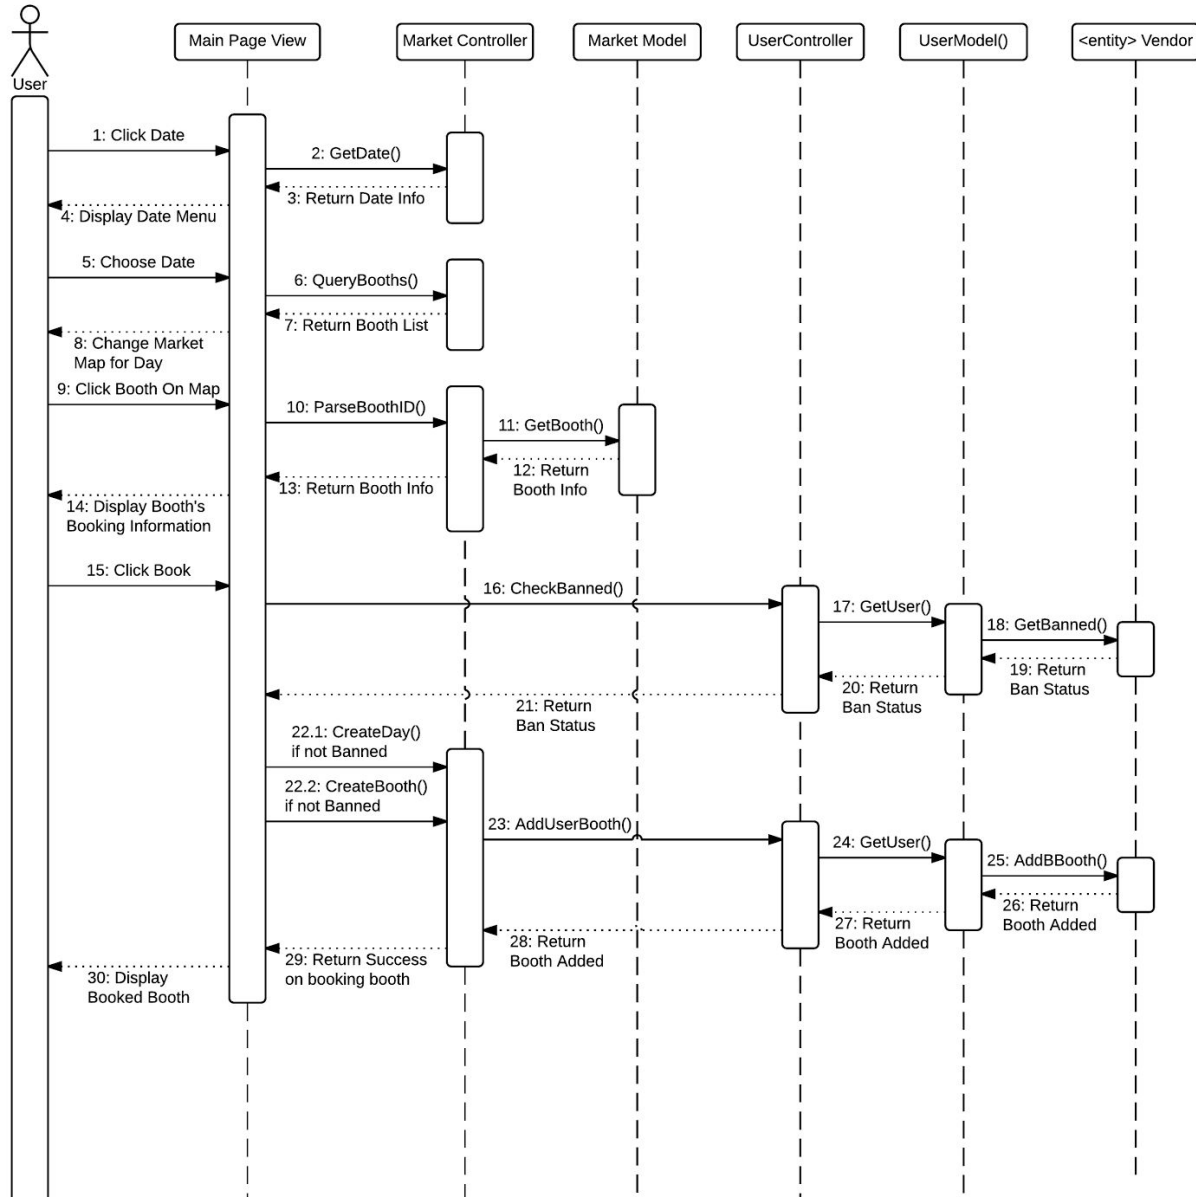 Main Page View
Market Controller
Market Model
UserController
UserModel()
<entity> Vendor
User
1: Click Date
2: GetDate()
3: Return Date Info
4: Display Date Menu
5: Choose Date
6: QueryBooths()
7: Return Booth List
8: Change Market
Map for Day
9: Click Booth On Map
10: ParseBoothID()
11: GetBooth()
12: Return
Booth Info
13: Return Booth Info
14: Display Booth's
Booking Information
15: Click Book
16: CheckBanned()
17: GetUser()
18: GetBanned()
19: Return
Ban Status
20: Return
Ban Status
21: Return
Ban Status
22.1: CreateDay()
if not Banned
22.2: CreateBooth()
if not Banned
23: AddUserBooth()
24: GetUser()
25: AddBBooth()
26: Return
Booth Added
27: Return
Booth Added
28: Return
Booth Added
29: Return Success
on booking booth
30: Display
Booked Booth